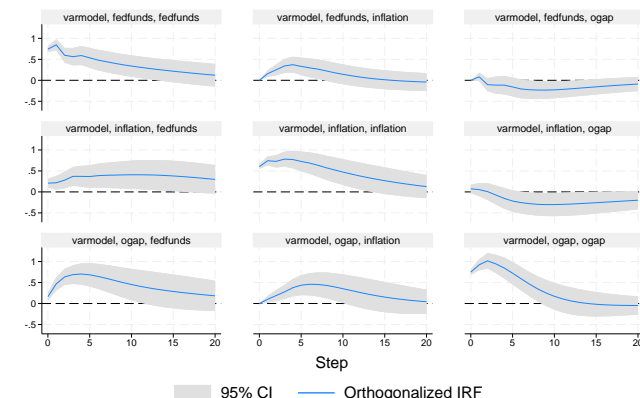 varmodel, fedfunds, fedfunds
varmodel, fedfunds, inflation
varmodel, fedfunds, ogap
1
.5
0
-.5
varmodel, inflation, fedfunds
varmodel, inflation, inflation
varmodel, inflation, ogap
1
.5
0
-.5
varmodel, ogap, fedfunds
varmodel, ogap, inflation
varmodel, ogap, ogap
1
.5
0
-.5
0 5 10 15 20
0 5 10 15 20
0 5 10 15 20
Step
95% CI
Orthogonalized IRF